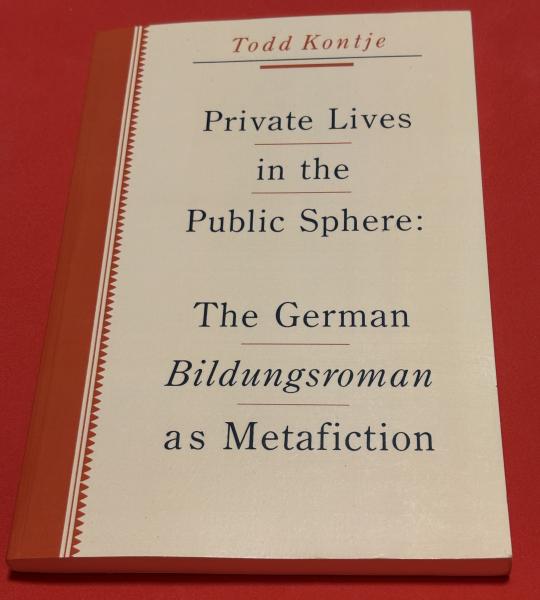 Todd Kontje
Private Lives
in the
Public Sphere:
The German
Bildungsroman
as Metafiction